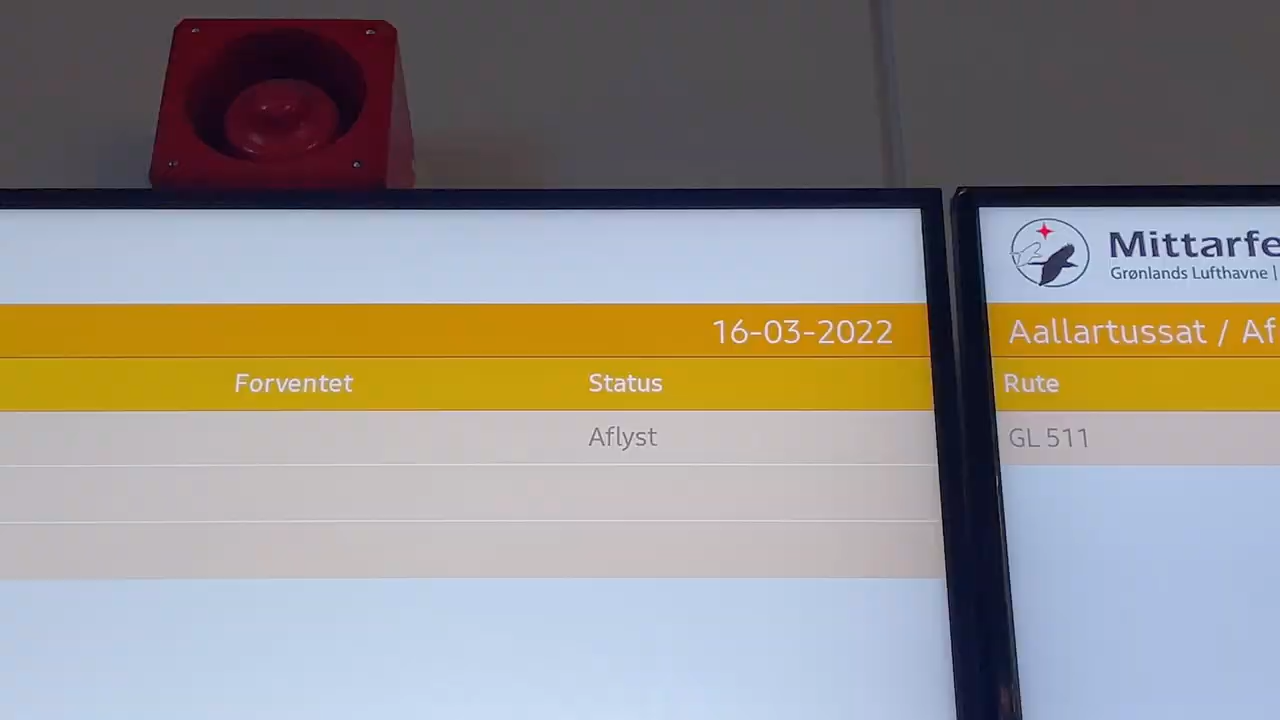 16-03-2022
Forventet Status
Aflyst
Mittarfe
Grønlands Lufthavne |
Aallartussat / Af
Rute
GL 511